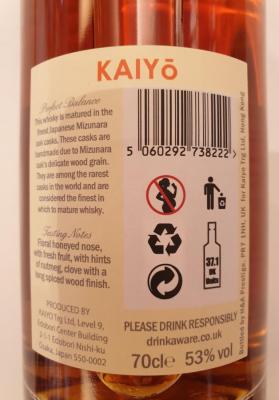 KAIYō
Perfect Balance
This whisky is matured in the
finest Japanese Mizunara
oak casks. These casks are
handmade due to Mizunara
oak's delicate wood grain.
They are among the rarest
casks in the world and are
considered the finest in
which to mature whisky.
Tasting Notes
Floral honeyed nose,
with fresh fruit, with hints
of nutmeg, clove with a
long spiced wood finish.
PRODUCED BY
KAIYO Trg Ltd, Level 9,
Edobori Center Building
2-1-1 Edobori Nishi-ku
Osaka, Japan 550-0002
5 060292 738222 >
37.1
UK
Units
PLEASE DRINK RESPONSIBLY
drinkaware.co.uk
70cl e 53% vol
Bottled by H&A Prestige, PR7 1NH, UK for Kaiyo Trg Ltd, Hong Kong